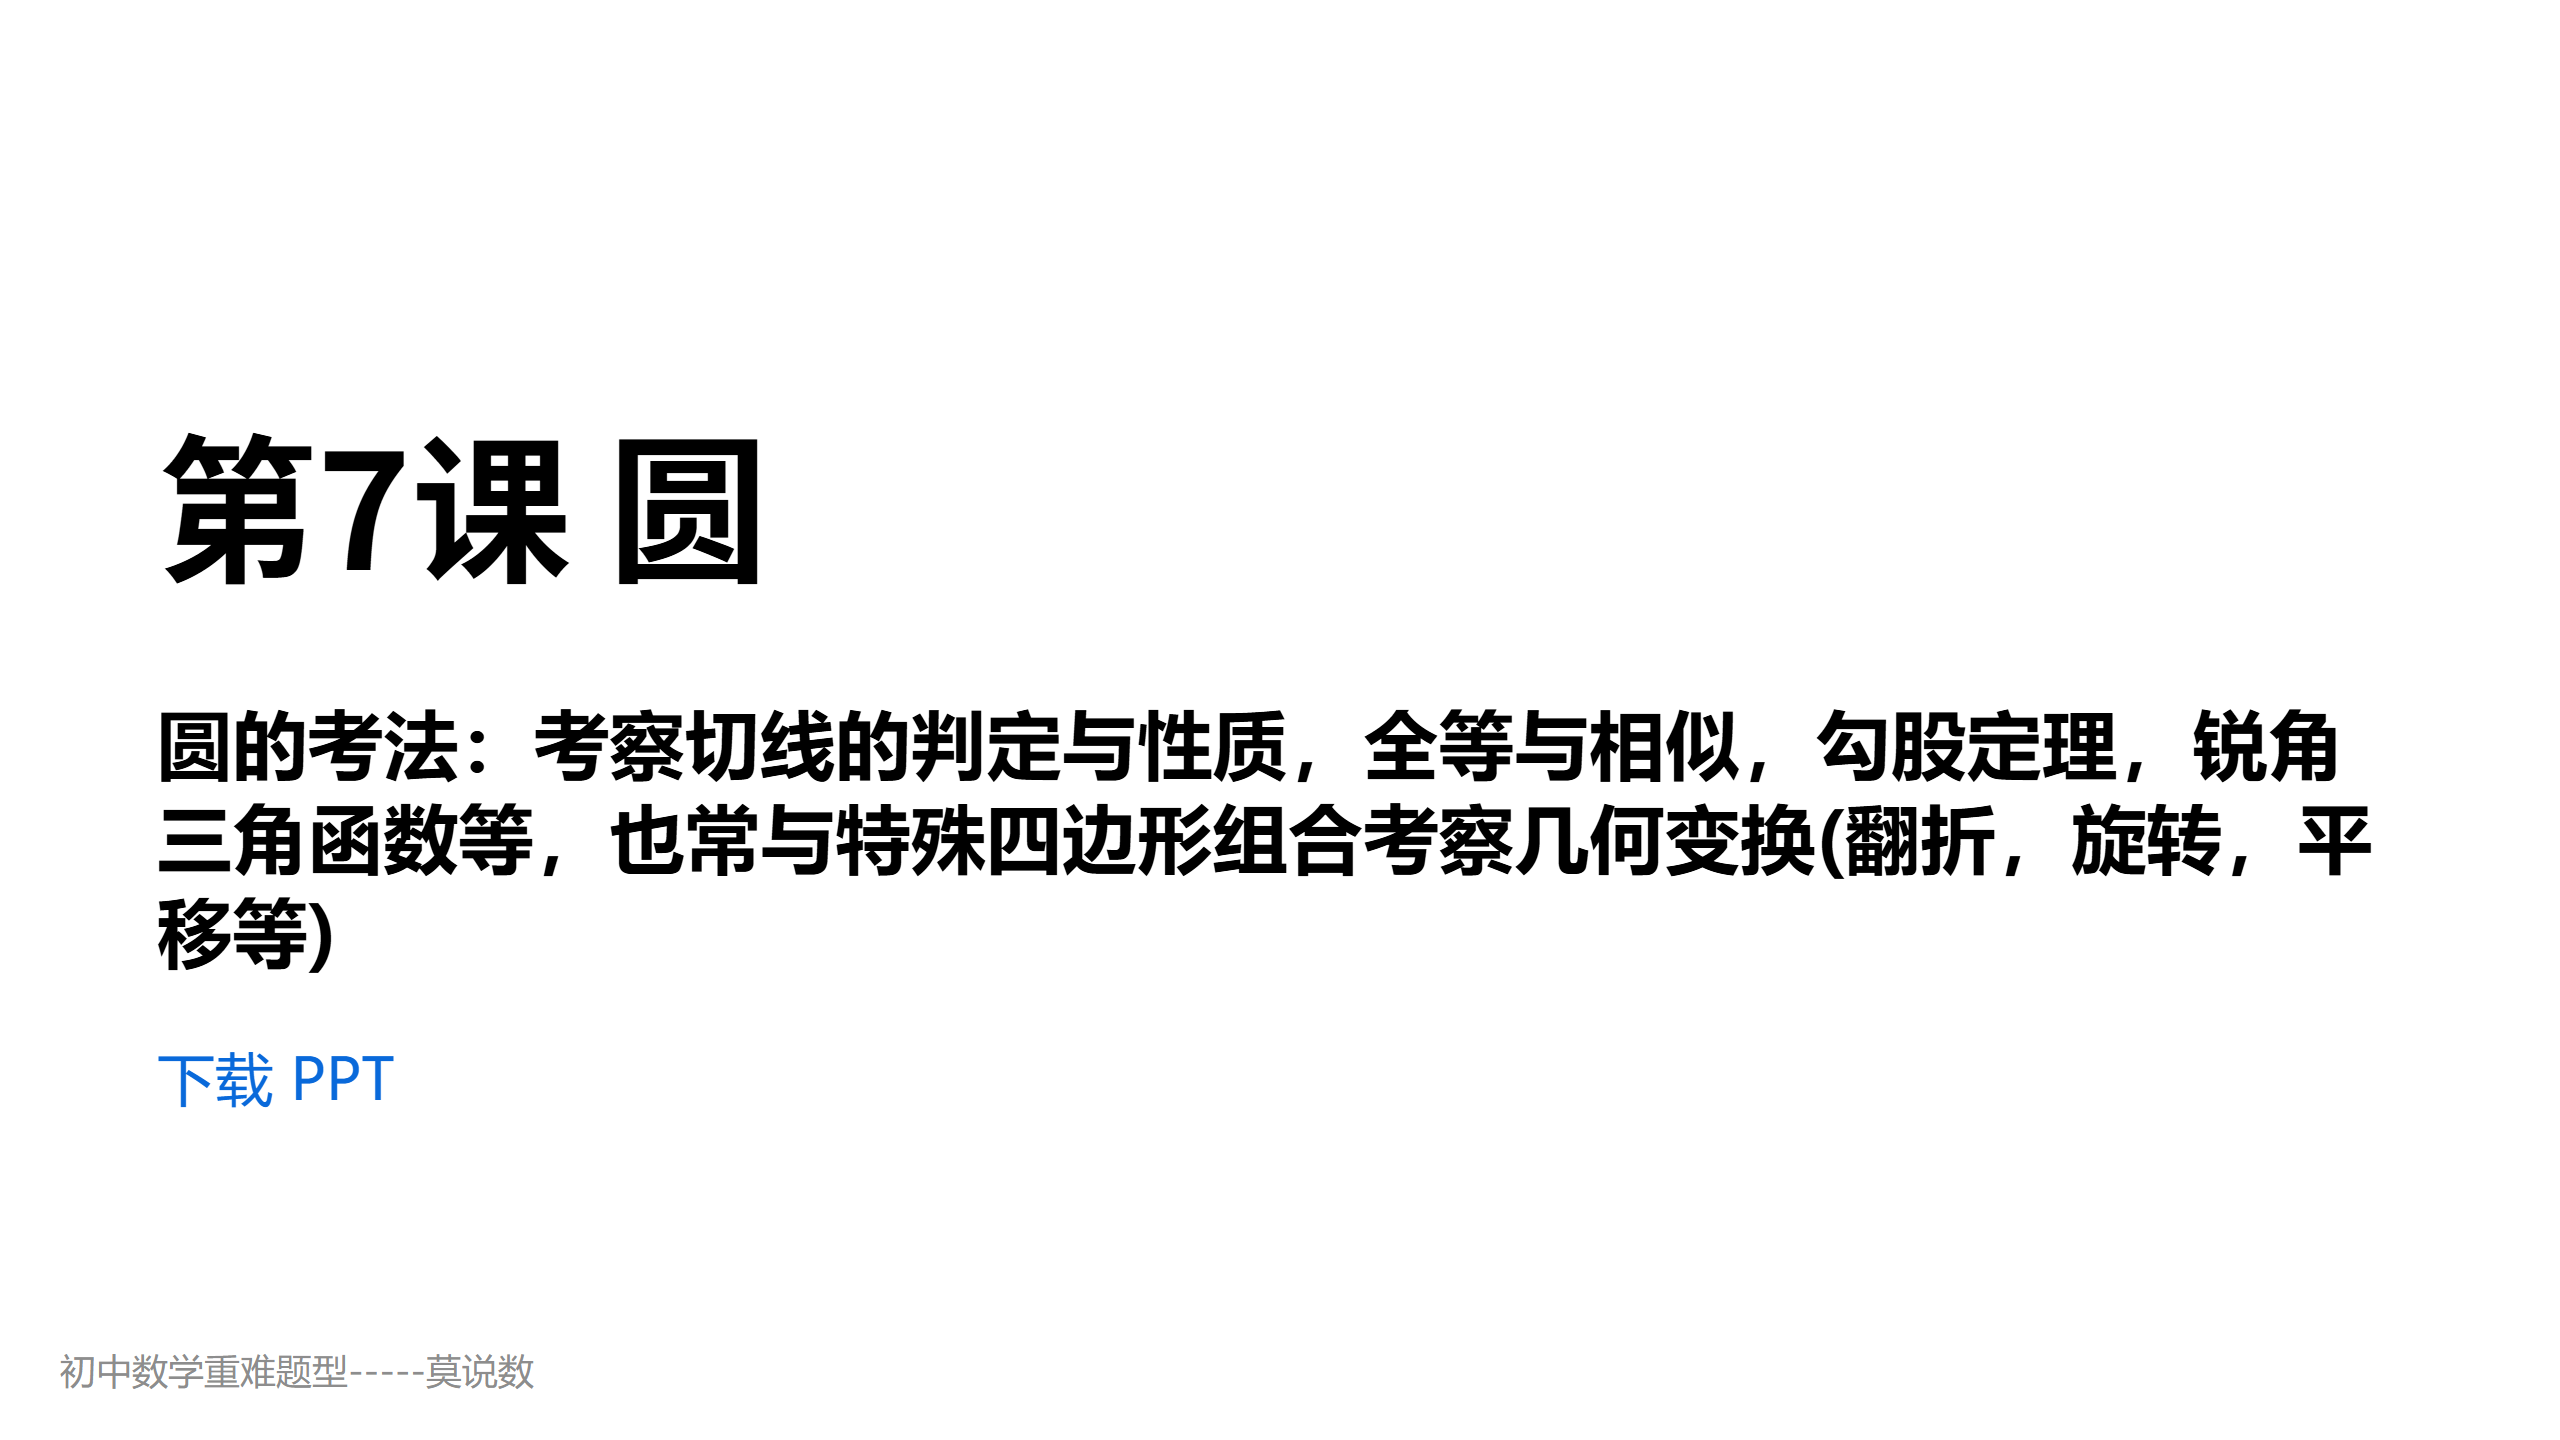 第7课 圆
圆的考法：考察切线的判定与性质，全等与相似，勾股定理，锐角
三角函数等，也常与特殊四边形组合考察几何变换(翻折，旋转，平
移等)
下载 PPT
初中数学重难题型-----莫说数